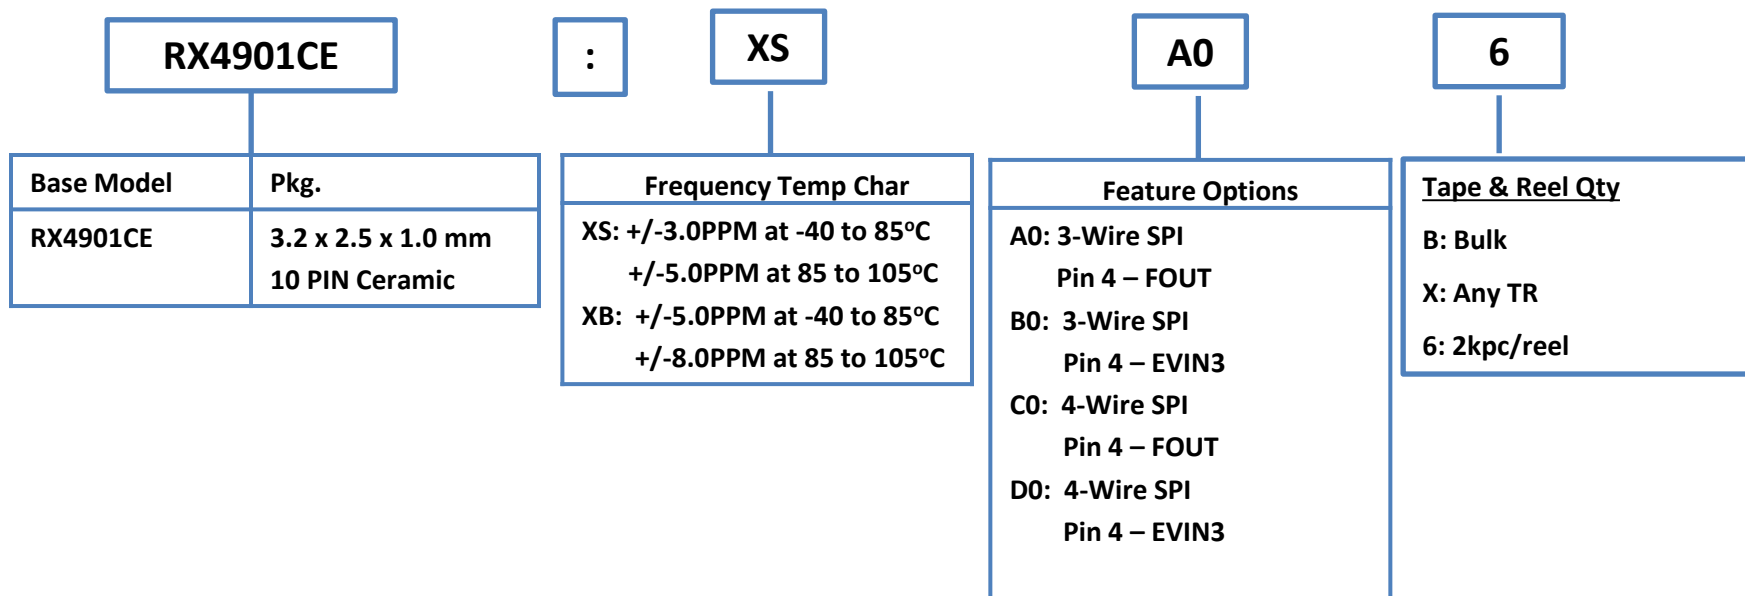 RX4901CE : XS A0 6
Base Model Pkg.
RX4901CE 3.2 x 2.5 x 1.0 mm
10 PIN Ceramic
Frequency Temp Char
XS: +/-3.0PPM at -40 to 85ºC
+/-5.0PPM at 85 to 105ºC
XB: +/-5.0PPM at -40 to 85ºC
+/-8.0PPM at 85 to 105ºC
Feature Options
A0: 3-Wire SPI
Pin 4 – FOUT
B0: 3-Wire SPI
Pin 4 – EVIN3
C0: 4-Wire SPI
Pin 4 – FOUT
D0: 4-Wire SPI
Pin 4 – EVIN3
Tape & Reel Qty
B: Bulk
X: Any TR
6: 2kpc/reel